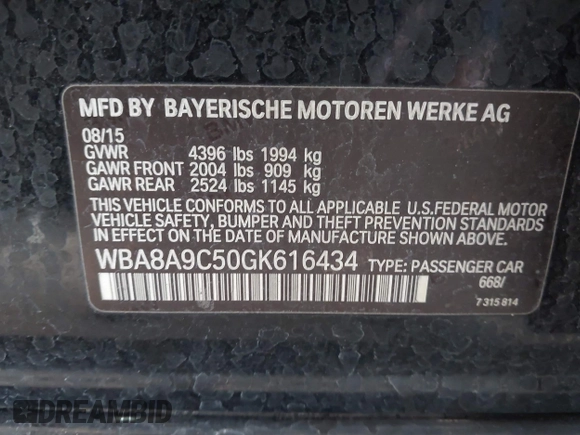 MFD BY BAYERISCHE MOTOREN WERKE AG
08/15
GVWR 4396 lbs 1994 kg
GAWR FRONT 2004 lbs 909 kg
GAWR REAR 2524 lbs 1145 kg
THIS VEHICLE CONFORMS TO ALL APPLICABLE U.S.FEDERAL MOTOR
VEHICLE SAFETY, BUMPER AND THEFT PREVENTION STANDARDS
IN EFFECT ON THE DATE OF MANUFACTURE SHOWN ABOVE.
WBA8A9C50GK616434 TYPE: PASSENGER CAR
668/
7 315 814
DREAMBID